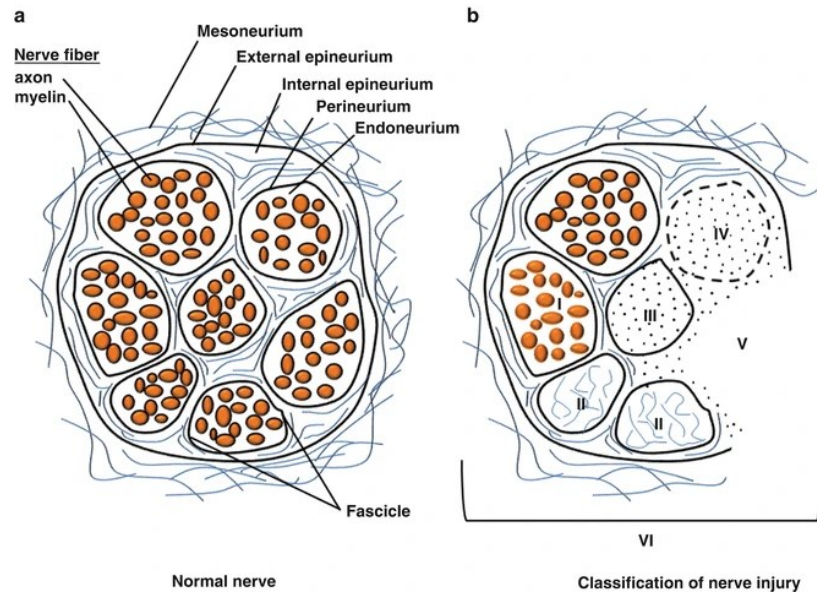 a
Mesoneurium
Nerve fiber
axon
myelin
External epineurium
Internal epineurium
Perineurium
Endoneurium
Fascicle
Normal nerve
b
IV
I
III
V
II
II
VI
Classification of nerve injury